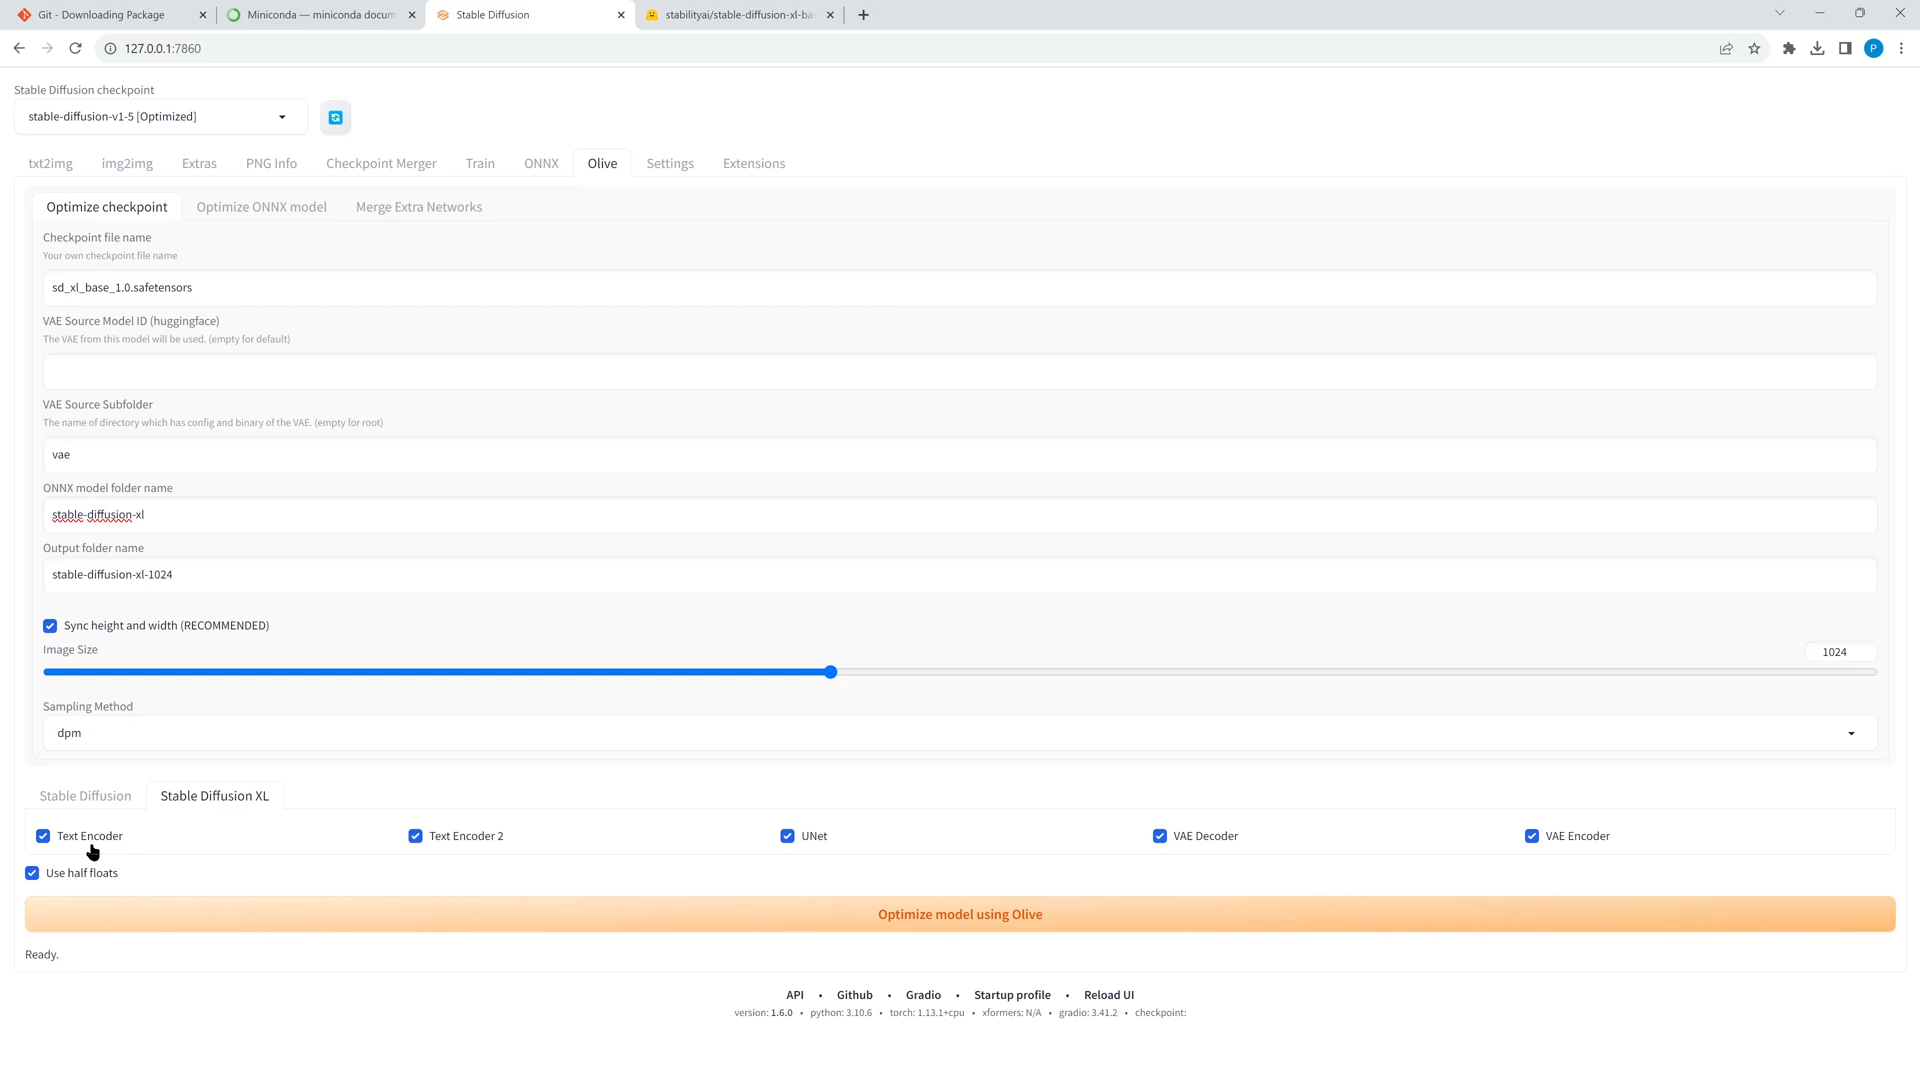 Git - Downloading Package
Miniconda — miniconda docum
Stable Diffusion
stabilityai/stable-diffusion-xl-ba
127.0.0.1:7860
P
Stable Diffusion checkpoint
stable-diffusion-v1-5 [Optimized]
txt2img img2img Extras PNG Info Checkpoint Merger Train ONNX Olive Settings Extensions
Optimize checkpoint Optimize ONNX model Merge Extra Networks
Checkpoint file name
Your own checkpoint file name
sd_xl_base_1.0.safetensors
VAE Source Model ID (huggingface)
The VAE from this model will be used. (empty for default)
VAE Source Subfolder
The name of directory which has config and binary of the VAE. (empty for root)
vae
ONNX model folder name
stable-diffusion-xl
Output folder name
stable-diffusion-xl-1024
Sync height and width (RECOMMENDED)
Image Size
1024
Sampling Method
dpm
Stable Diffusion Stable Diffusion XL
Text Encoder Text Encoder 2 UNet VAE Decoder VAE Encoder
Use half floats
Optimize model using Olive
Ready.
API • Github • Gradio • Startup profile • Reload UI
version: 1.6.0 • python: 3.10.6 • torch: 1.13.1+cpu • xformers: N/A • gradio: 3.41.2 • checkpoint: